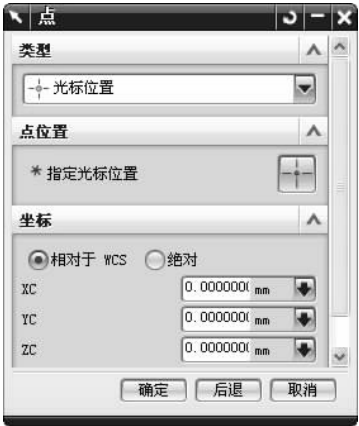 点
类型
光标位置
点位置
* 指定光标位置
坐标
相对于 WCS 绝对
XC 0.0000000 mm
YC 0.0000000 mm
ZC 0.0000000 mm
确定 后退 取消